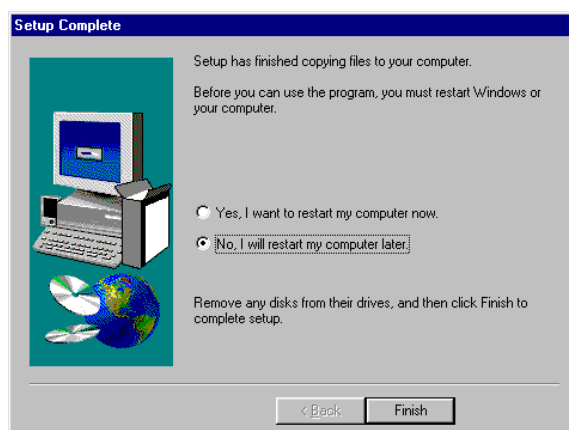 Setup Complete
Setup has finished copying files to your computer.
Before you can use the program, you must restart Windows or
your computer.
Yes, I want to restart my computer now.
No, I will restart my computer later.
Remove any disks from their drives, and then click Finish to
complete setup.
< Back
Finish